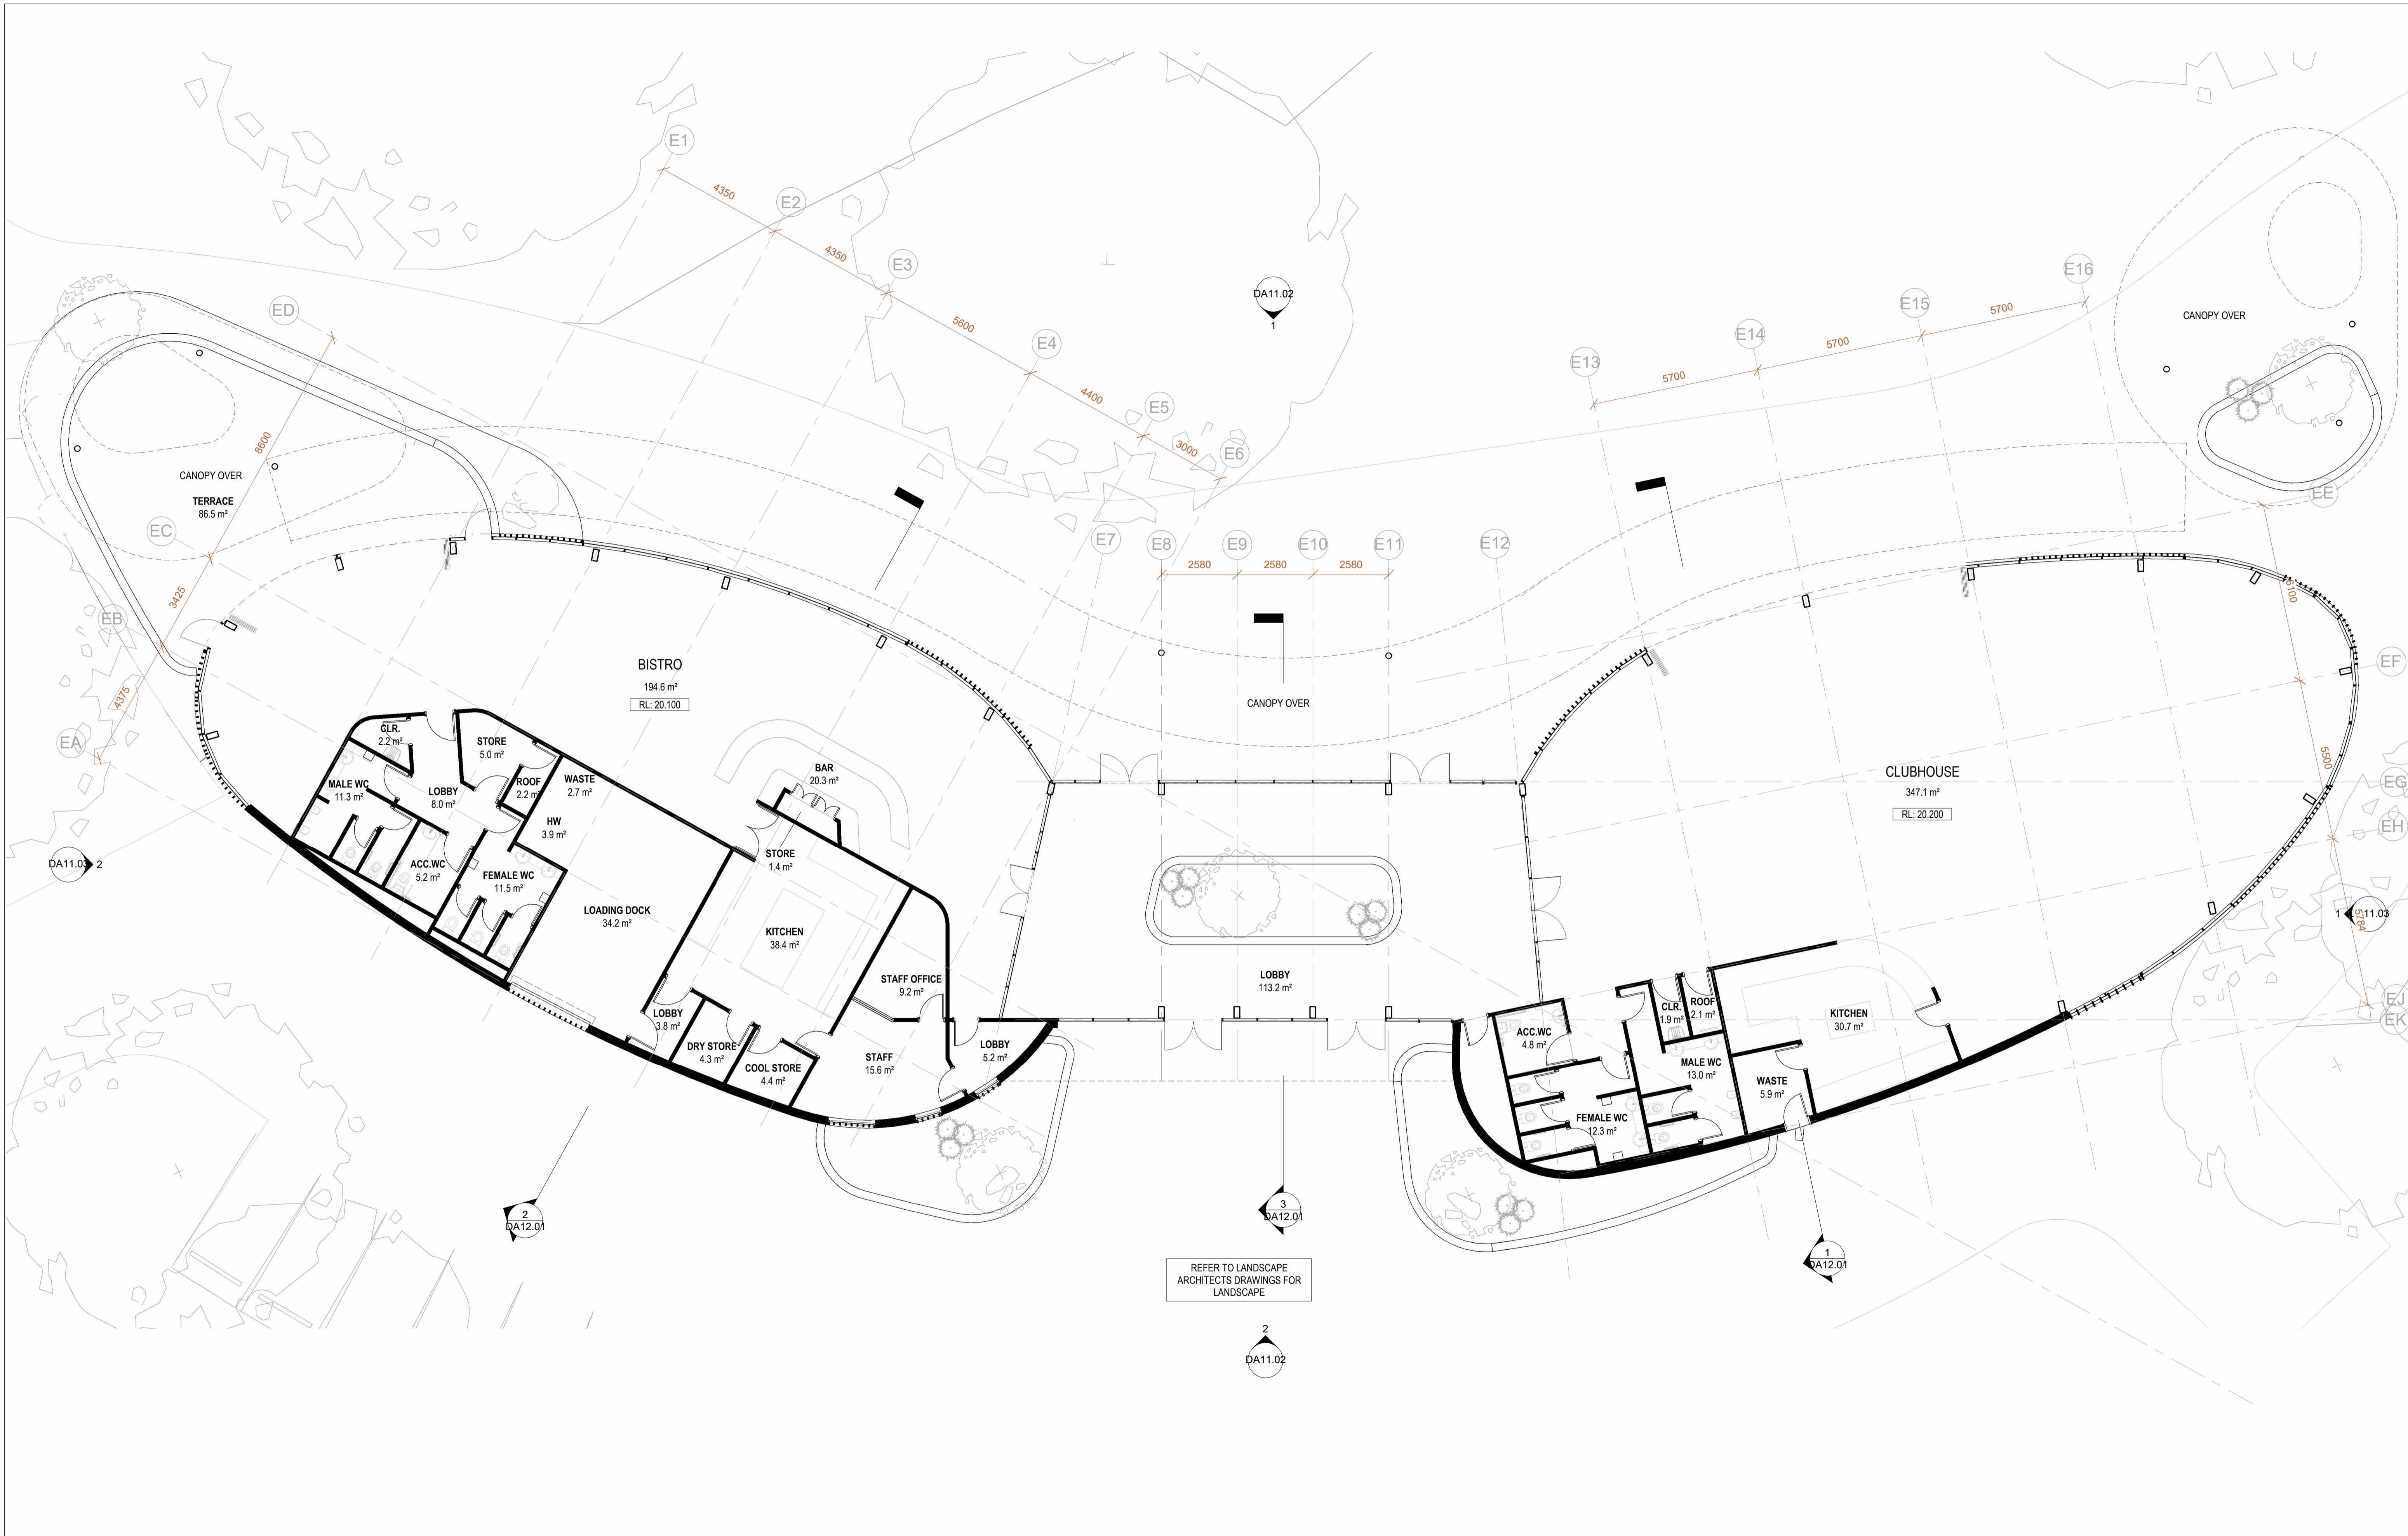 E1
4350
E2
4350
E3
5600
E4
4400
E5
3000
E6
DA11.02
1
ED
8600
EC
3425
EB
4375
EA
CANOPY OVER
TERRACE
86.5 m²
E7
E8
E9
E10
E11
2580
2580
2580
E12
E13
5700
E14
5700
E15
5700
E16
CANOPY OVER
EE
6100
EF
5500
EG
EH
5784
EJ
EK
BISTRO
194.6 m²
RL: 20.100
CANOPY OVER
CLUBHOUSE
347.1 m²
RL: 20.200
CLR.
2.2 m²
STORE
5.0 m²
ROOF
2.2 m²
WASTE
2.7 m²
BAR
20.3 m²
MALE WC
11.3 m²
LOBBY
8.0 m²
HW
3.9 m²
STORE
1.4 m²
ACC.WC
5.2 m²
FEMALE WC
11.5 m²
LOADING DOCK
34.2 m²
KITCHEN
38.4 m²
STAFF OFFICE
9.2 m²
LOBBY
3.8 m²
DRY STORE
4.3 m²
COOL STORE
4.4 m²
STAFF
15.6 m²
LOBBY
5.2 m²
LOBBY
113.2 m²
ACC.WC
4.8 m²
CLR.
1.9 m²
ROOF
2.1 m²
KITCHEN
30.7 m²
MALE WC
13.0 m²
WASTE
5.9 m²
FEMALE WC
12.3 m²
DA11.03
2
1
11.03
2
DA12.01
3
DA12.01
1
DA12.01
REFER TO LANDSCAPE
ARCHITECTS DRAWINGS FOR
LANDSCAPE
2
DA11.02